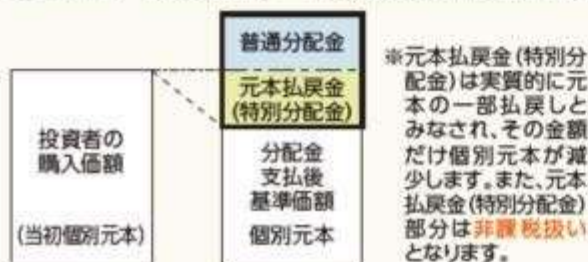 普通分配金
元本払戻金
(特別分配金)
投資者の
購入価額
(当初個別元本)
分配金
支払後
基準価額
個別元本
※元本払戻金(特別分
配金)は実質的に元
本の一部払戻しと
みなされ、その金額
だけ個別元本が減
少します。また、元本
払戻金(特別分配金)
部分は非課税扱い
となります。